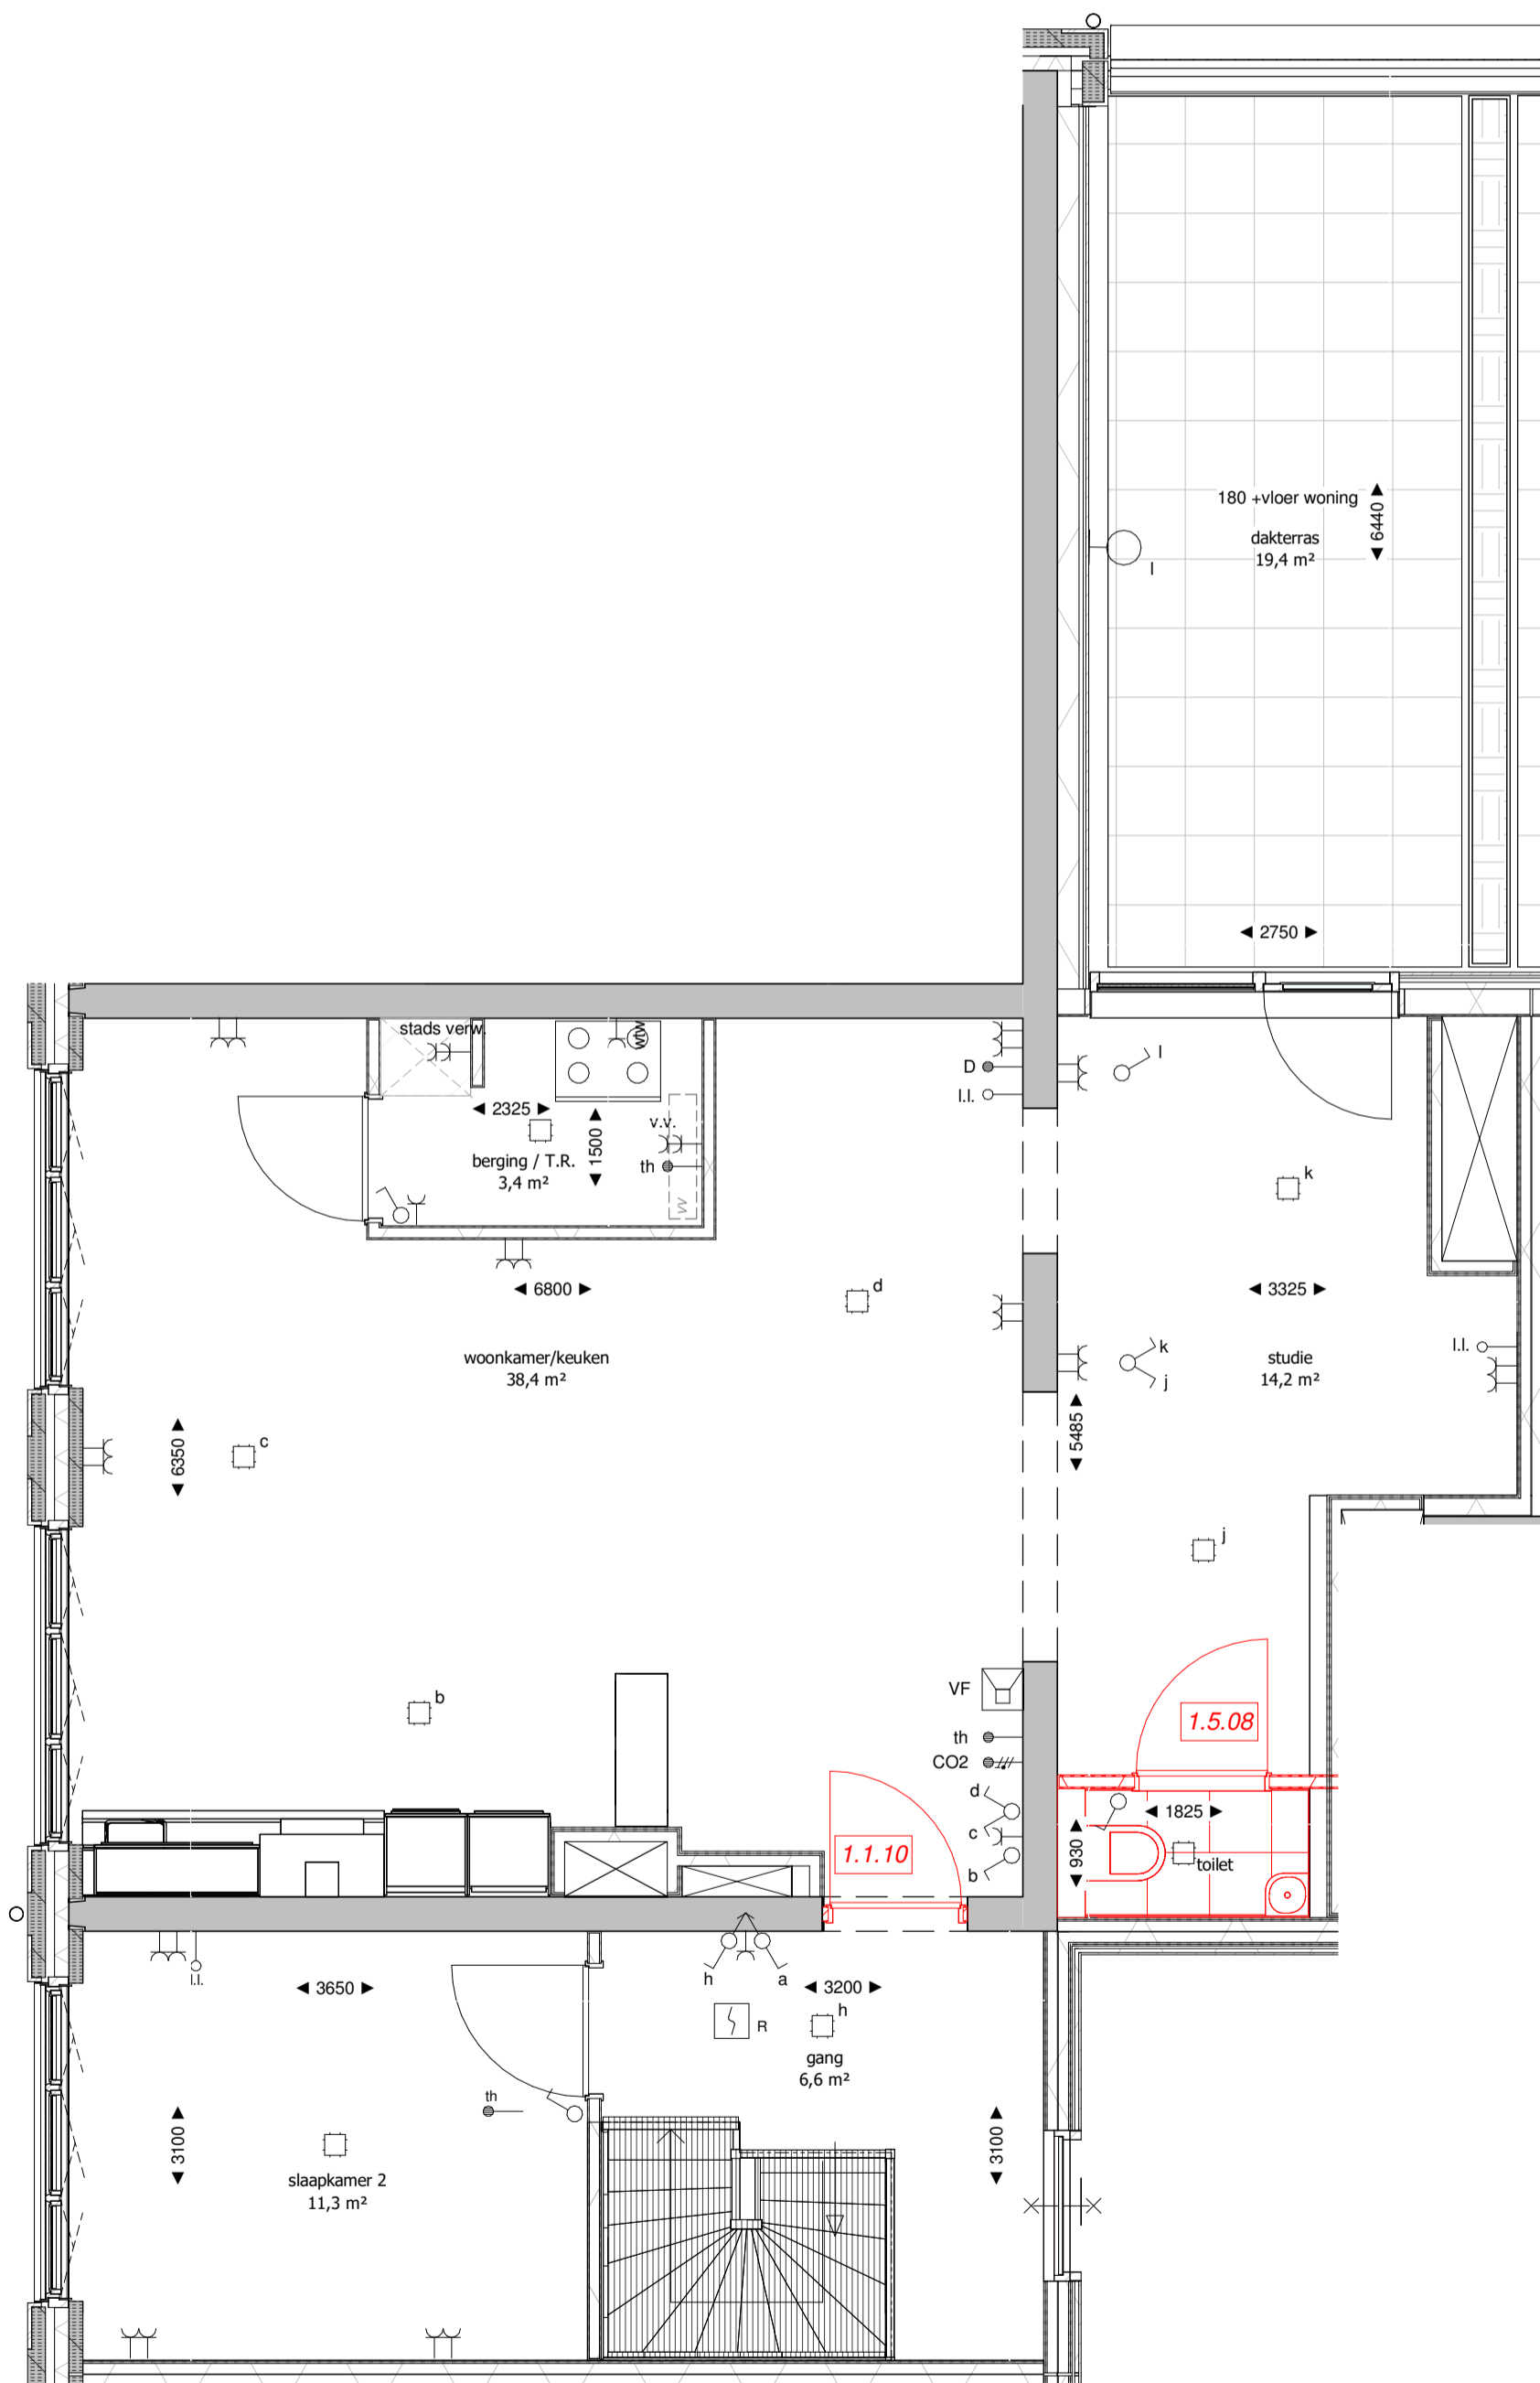 180 +vloer woning
6440
dakterras
19,4 m²
l
2750
stads verw.
wtw
D
l.l.
l
2325
1500
v.v.
berging / T.R.
3,4 m²
th
vv
k
6800
d
3325
woonkamer/keuken
38,4 m²
k
j
studie
14,2 m²
l.l.
5485
6350
c
j
b
VF
th
CO2
1.5.08
d
c
b
1.1.10
1825
930
toilet
l.l.
3650
h
a
3200
R
h
gang
6,6 m²
th
3100
3100
slaapkamer 2
11,3 m²